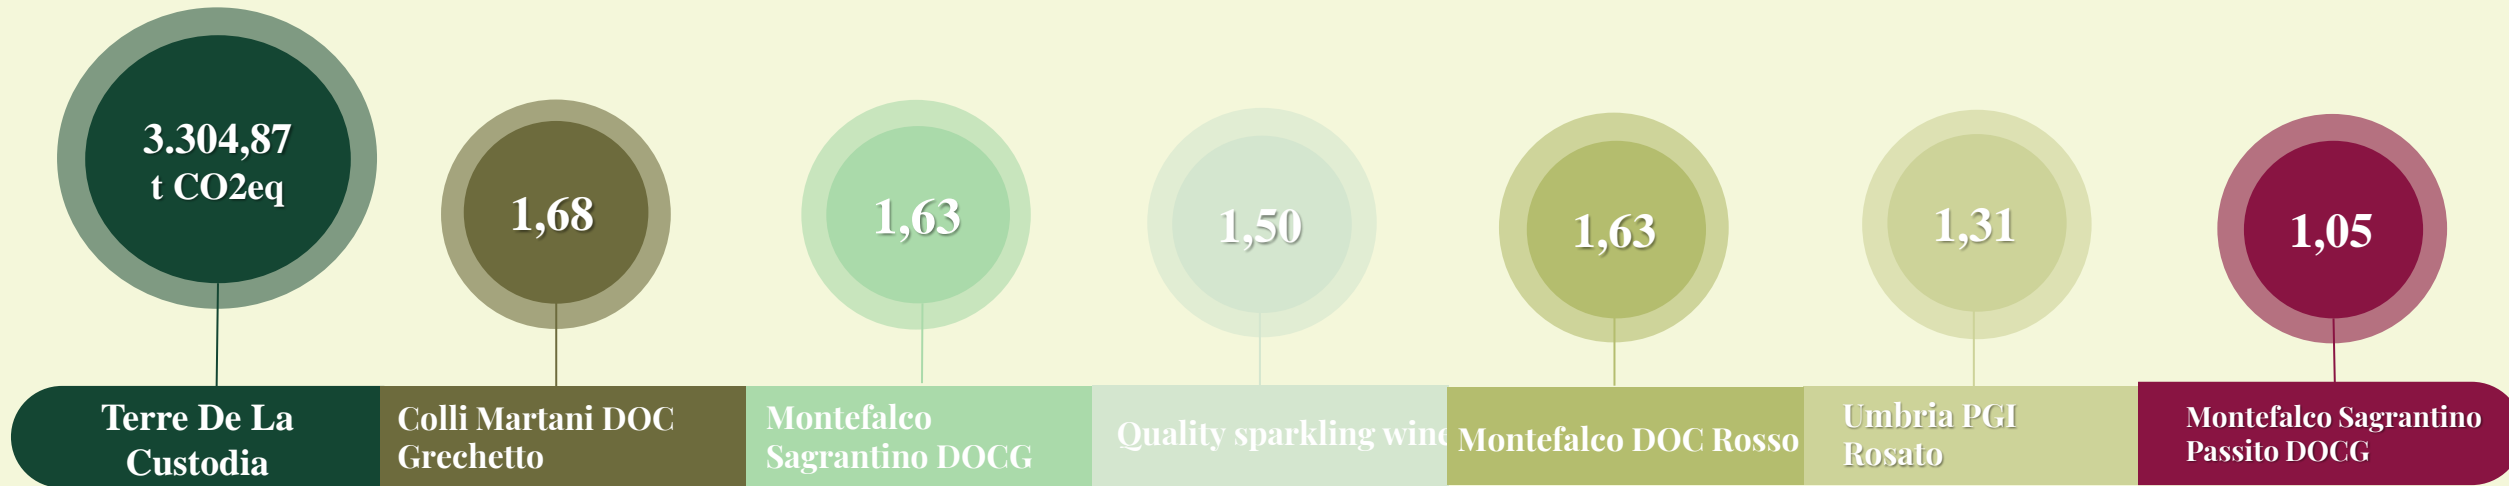 3.304,87
t CO2eq
1,68
1,63
1,50
1,63
1,31
1,05
Terre De La
Custodia
Colli Martani DOC
Grechetto
Montefalco
Sagrantino DOCG
Quality sparkling wine
Montefalco DOC Rosso
Umbria PGI
Rosato
Montefalco Sagrantino
Passito DOCG